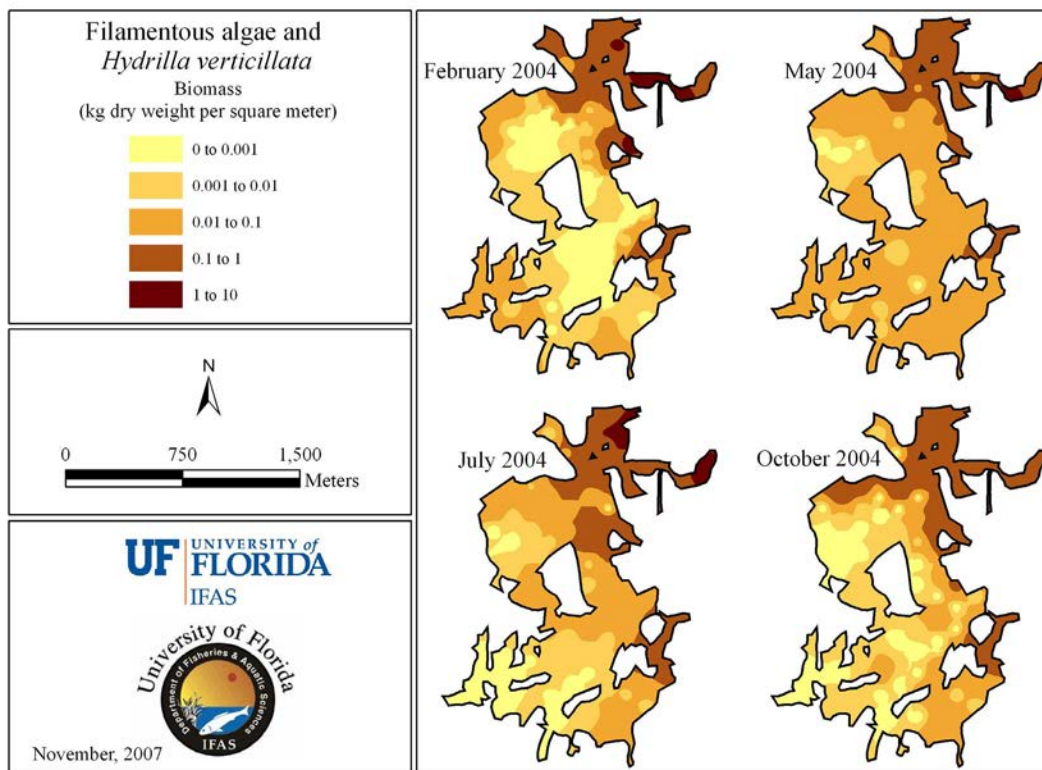 Filamentous algae and
Hydrilla verticillata
Biomass
(kg dry weight per square meter)
0 to 0.001
0.001 to 0.01
0.01 to 0.1
0.1 to 1
1 to 10
N
0 750 1,500
Meters
UF UNIVERSITY of
FLORIDA
IFAS
University of Florida
Department of Fisheries & Aquatic Sciences
IFAS
November, 2007
February 2004
May 2004
July 2004
October 2004